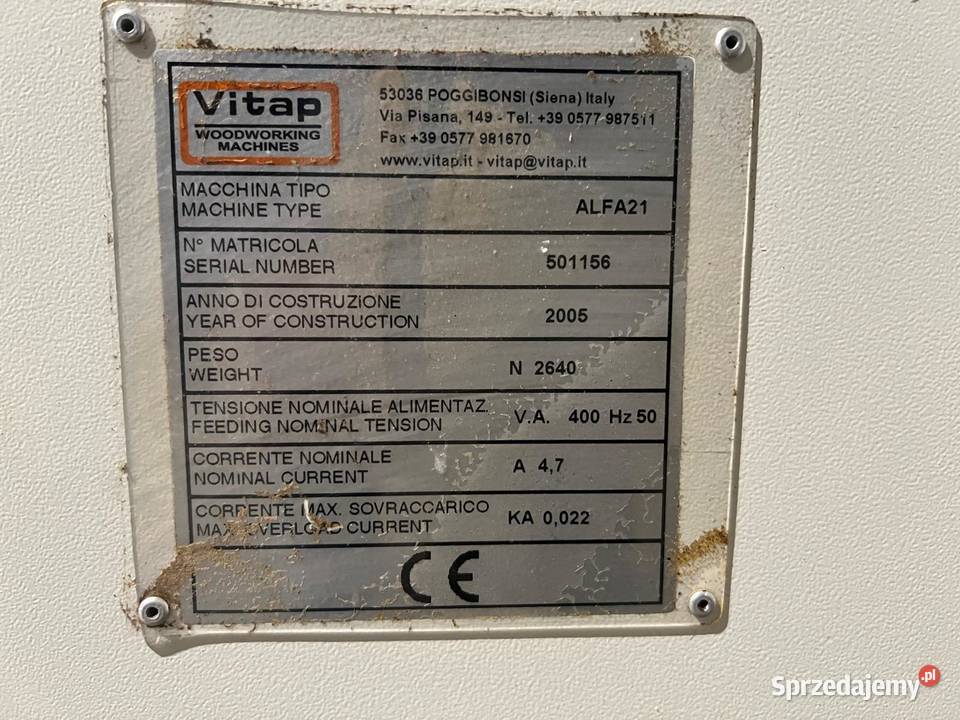 Vitap
WOODWORKING
MACHINES
53036 POGGIBONSI (Siena) Italy
Via Pisana, 149 - Tel. +39 0577 987511
Fax +39 0577 981670
www.vitap.it - vitap@vitap.it
MACCHINA TIPO
MACHINE TYPE
ALFA21
N° MATRICOLA
SERIAL NUMBER
501156
ANNO DI COSTRUZIONE
YEAR OF CONSTRUCTION
2005
PESO
WEIGHT
N 2640
TENSIONE NOMINALE ALIMENTAZ.
FEEDING NOMINAL TENSION
V.A. 400 Hz 50
CORRENTE NOMINALE
NOMINAL CURRENT
A 4,7
CORRENTE MAX. SOVRACCARICO
MAX. OVERLOAD CURRENT
KA 0,022
CE
Sprzedajemy.pl